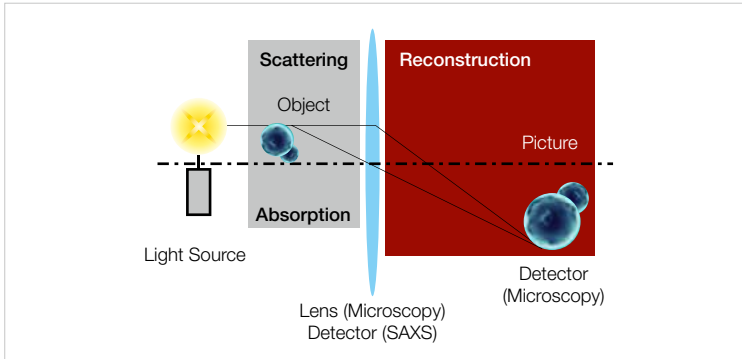 Scattering
Reconstruction
Object
Picture
Absorption
Light Source
Detector
(Microscopy)
Lens (Microscopy)
Detector (SAXS)